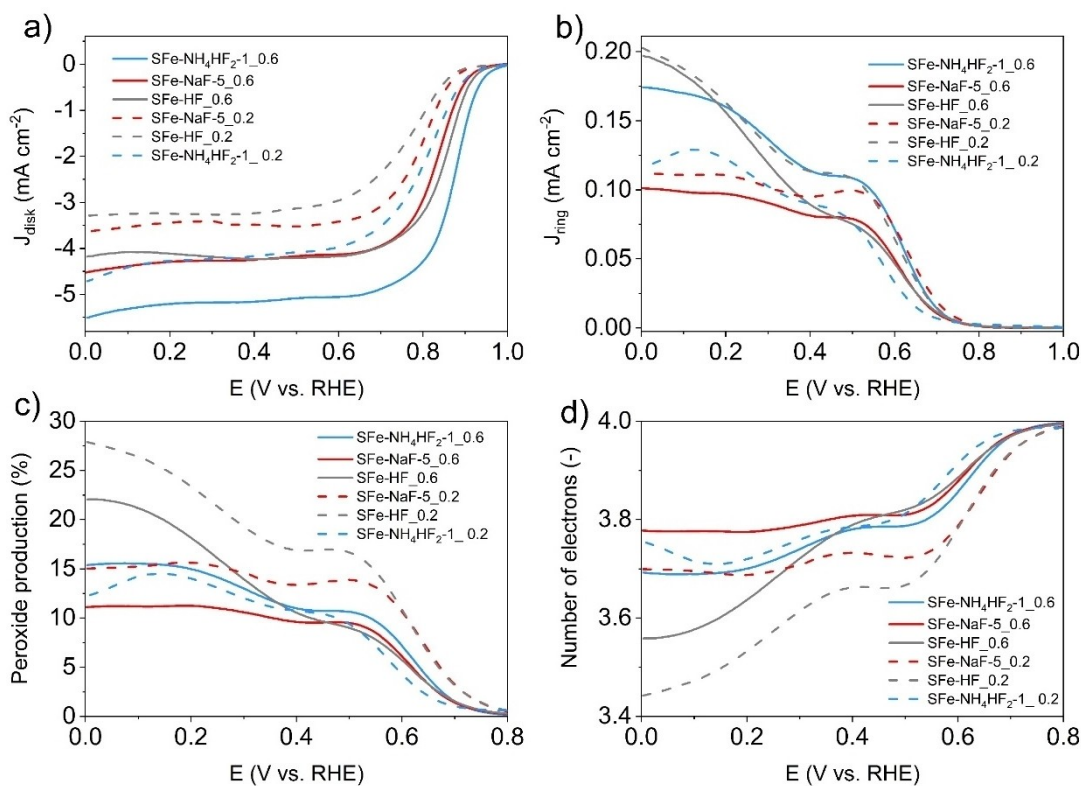 a)
J_disk (mA cm⁻²)
0
-1
-2
-3
-4
-5
SFe-NH₄HF₂-1_0.6
SFe-NaF-5_0.6
SFe-HF_0.6
SFe-NaF-5_0.2
SFe-HF_0.2
SFe-NH₄HF₂-1_ 0.2
0.0 0.2 0.4 0.6 0.8 1.0
E (V vs. RHE)
b)
J_ring (mA cm⁻²)
0.20
0.15
0.10
0.05
0.00
SFe-NH₄HF₂-1_0.6
SFe-NaF-5_0.6
SFe-HF_0.6
SFe-NaF-5_0.2
SFe-HF_0.2
SFe-NH₄HF₂-1_ 0.2
0.0 0.2 0.4 0.6 0.8 1.0
E (V vs. RHE)
c)
Peroxide production (%)
30
25
20
15
10
5
0
SFe-NH₄HF₂-1_0.6
SFe-NaF-5_0.6
SFe-HF_0.6
SFe-NaF-5_0.2
SFe-HF_0.2
SFe-NH₄HF₂-1_ 0.2
0.0 0.2 0.4 0.6 0.8
E (V vs. RHE)
d)
Number of electrons (-)
4.0
3.8
3.6
3.4
SFe-NH₄HF₂-1_0.6
SFe-NaF-5_0.6
SFe-HF_0.6
SFe-NaF-5_0.2
SFe-HF_0.2
SFe-NH₄HF₂-1_ 0.2
0.0 0.2 0.4 0.6 0.8
E (V vs. RHE)